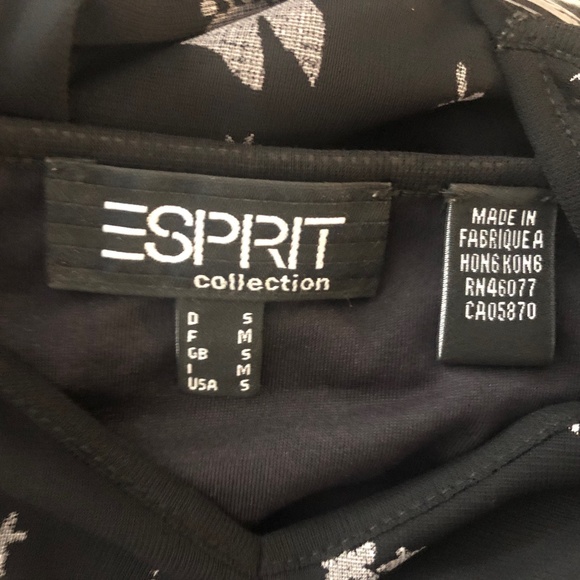 ESPRIT
collection
D S
F M
GB S
I M
USA S
MADE IN
FABRIQUE A
HONG KONG
RN46077
CA05870